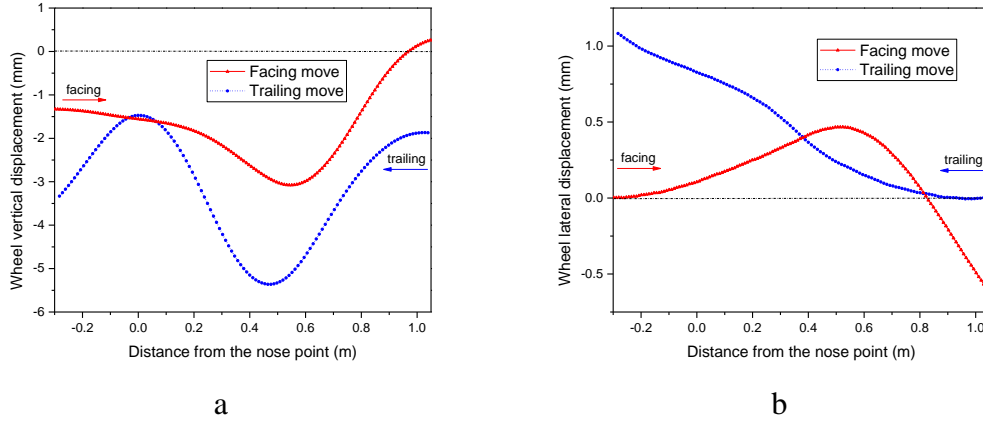 1
0
-1
-2
-3
-4
-5
-6
Wheel vertical displacement (mm)
Facing move
Trailing move
facing
trailing
-0.2 0.0 0.2 0.4 0.6 0.8 1.0
Distance from the nose point (m)
a
1.0
0.5
0.0
-0.5
Wheel lateral displacement (mm)
Facing move
Trailing move
facing
trailing
-0.2 0.0 0.2 0.4 0.6 0.8 1.0
Distance from the nose point (m)
b